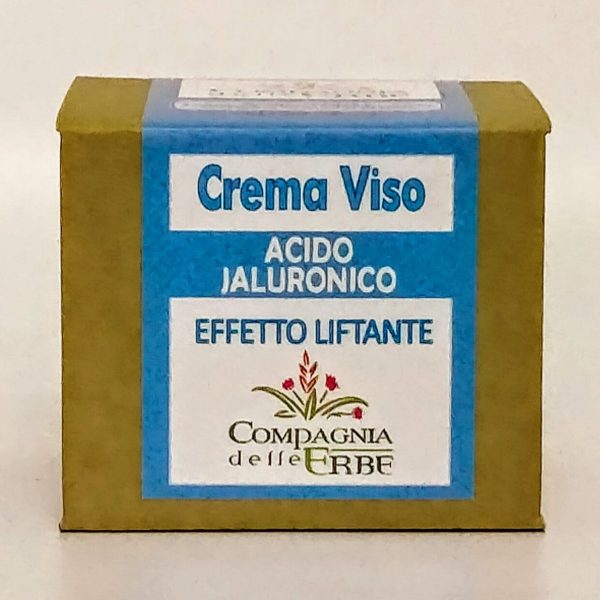 Crema Viso
ACIDO
JALURONICO
EFFETTO LIFTANTE
COMPAGNIA
delle ERBE